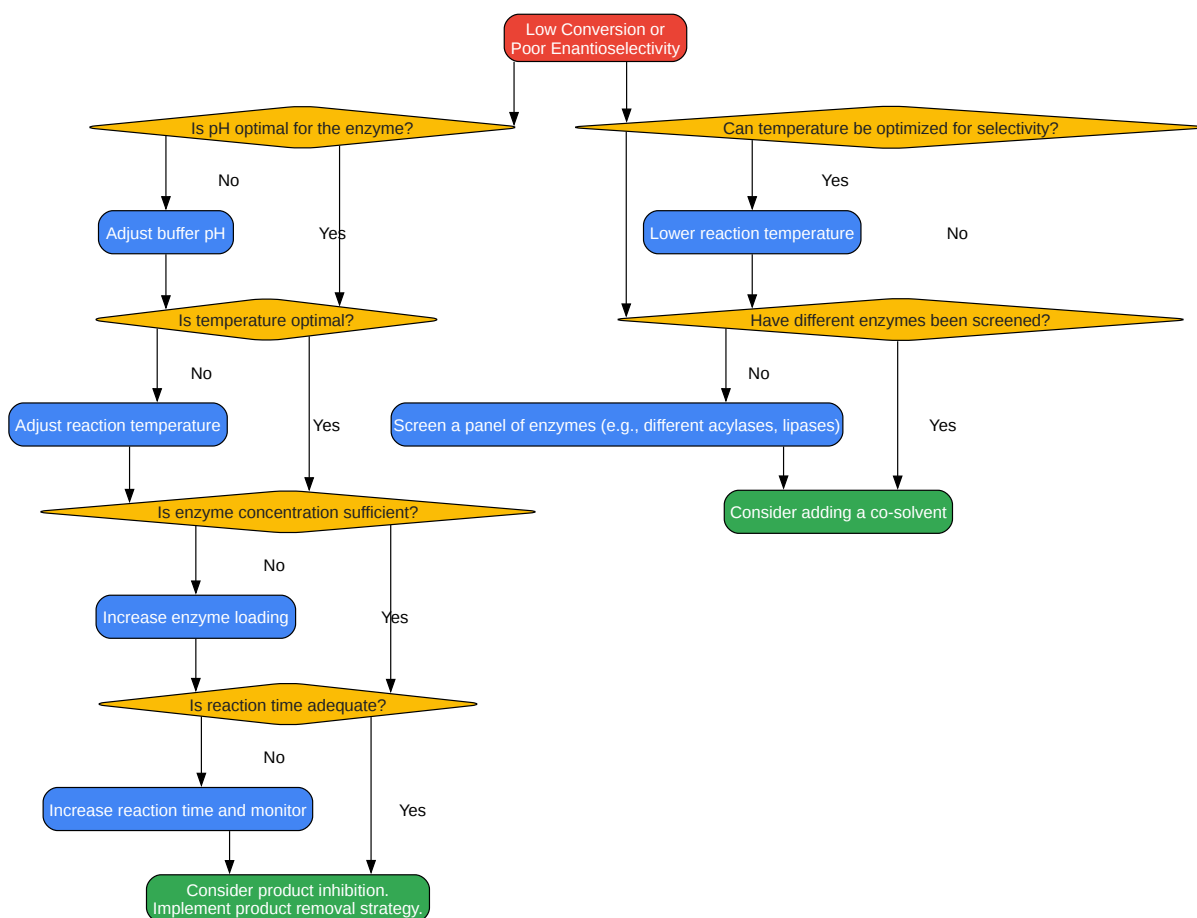 Low Conversion or
Poor Enantioselectivity
Is pH optimal for the enzyme?
Can temperature be optimized for selectivity?
No
Yes
Adjust buffer pH
Yes
Lower reaction temperature
No
Is temperature optimal?
Have different enzymes been screened?
No
No
Adjust reaction temperature
Yes
Screen a panel of enzymes (e.g., different acylases, lipases)
Yes
Is enzyme concentration sufficient?
Consider adding a co-solvent
No
Increase enzyme loading
Yes
Is reaction time adequate?
No
Increase reaction time and monitor
Yes
Consider product inhibition.
Implement product removal strategy.